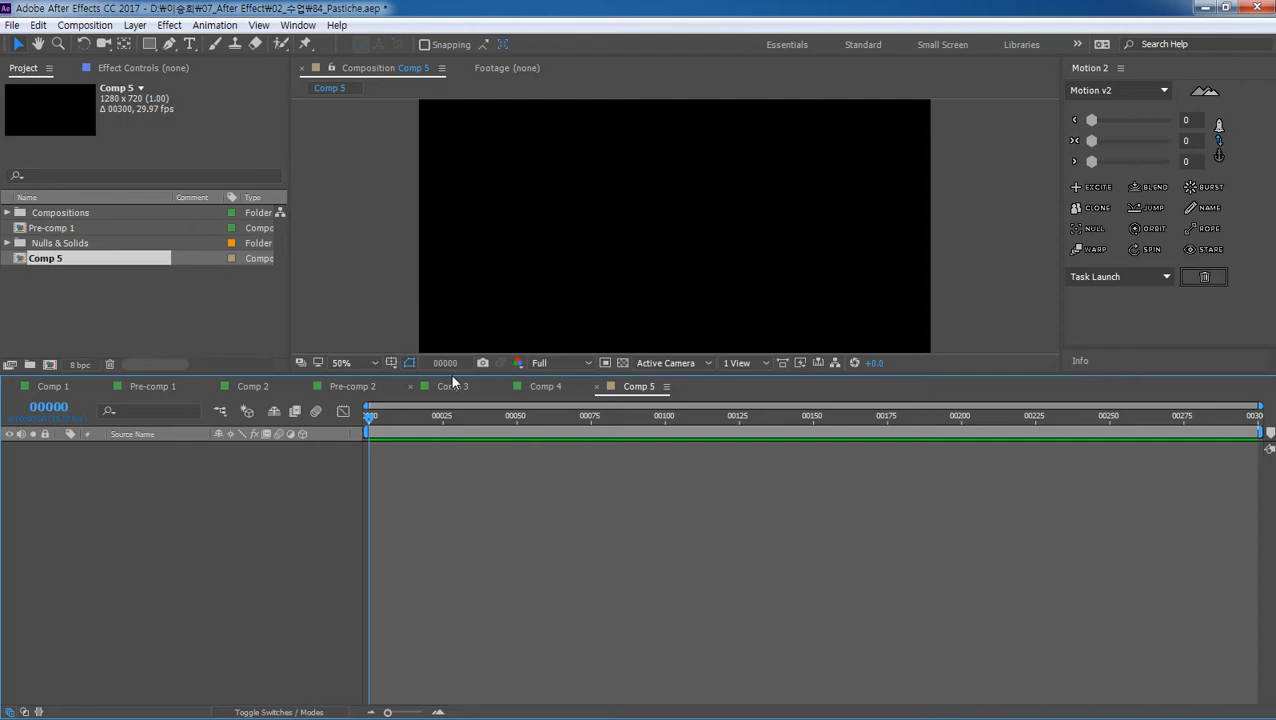 Adobe After Effects CC 2017 - D:\이승희\07_After Effect\02_수업\84_Pastiche.aep *
File Edit Composition Layer Effect Animation View Window Help
Snapping Essentials Standard Small Screen Libraries Search Help
Project Effect Controls (none) Composition Comp 5 Footage (none) Motion 2
Comp 5
1280 x 720 (1.00)
Δ 00300, 29.97 fps
Comp 5
Motion v2
0
0
0
EXCITE BLEND BURST
CLONE JUMP NAME
NULL ORBIT ROPE
WARP SPIN STARE
Task Launch
Name Comment Type
Compositions Folder
Pre-comp 1 Compo
Nulls & Solids Folder
Comp 5 Compo
8 bpc 50% 00000 Full Active Camera 1 View +0.0
Info
Comp 1 Pre-comp 1 Comp 2 Pre-comp 2 Comp 3 Comp 4 Comp 5
00000
# Source Name
00025 00050 00075 00100 00125 00150 00175 00200 00225 00250 00275 0030
Toggle Switches / Modes